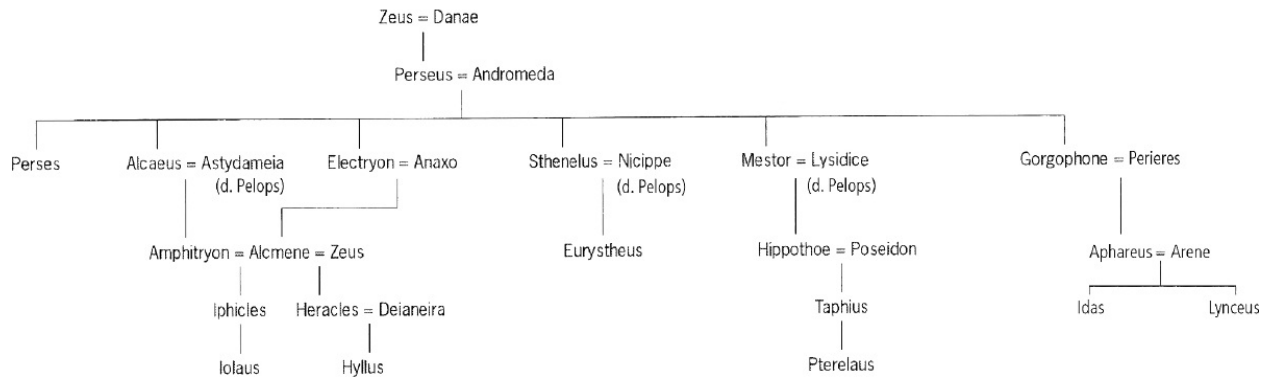 Zeus = Danae
Perseus = Andromeda
Perses Alcaeus = Astydameia Electryon = Anaxo Sthenelus = Nicippe Mestor = Lysidice Gorgophone = Perieres
(d. Pelops) (d. Pelops) (d. Pelops)
Amphitryon = Alcmene = Zeus Eurystheus Hippothoe = Poseidon Aphareus = Arene
Iphicles Heracles = Deianeira Taphius Idas Lynceus
Iolaus Hyllus Pterelaus